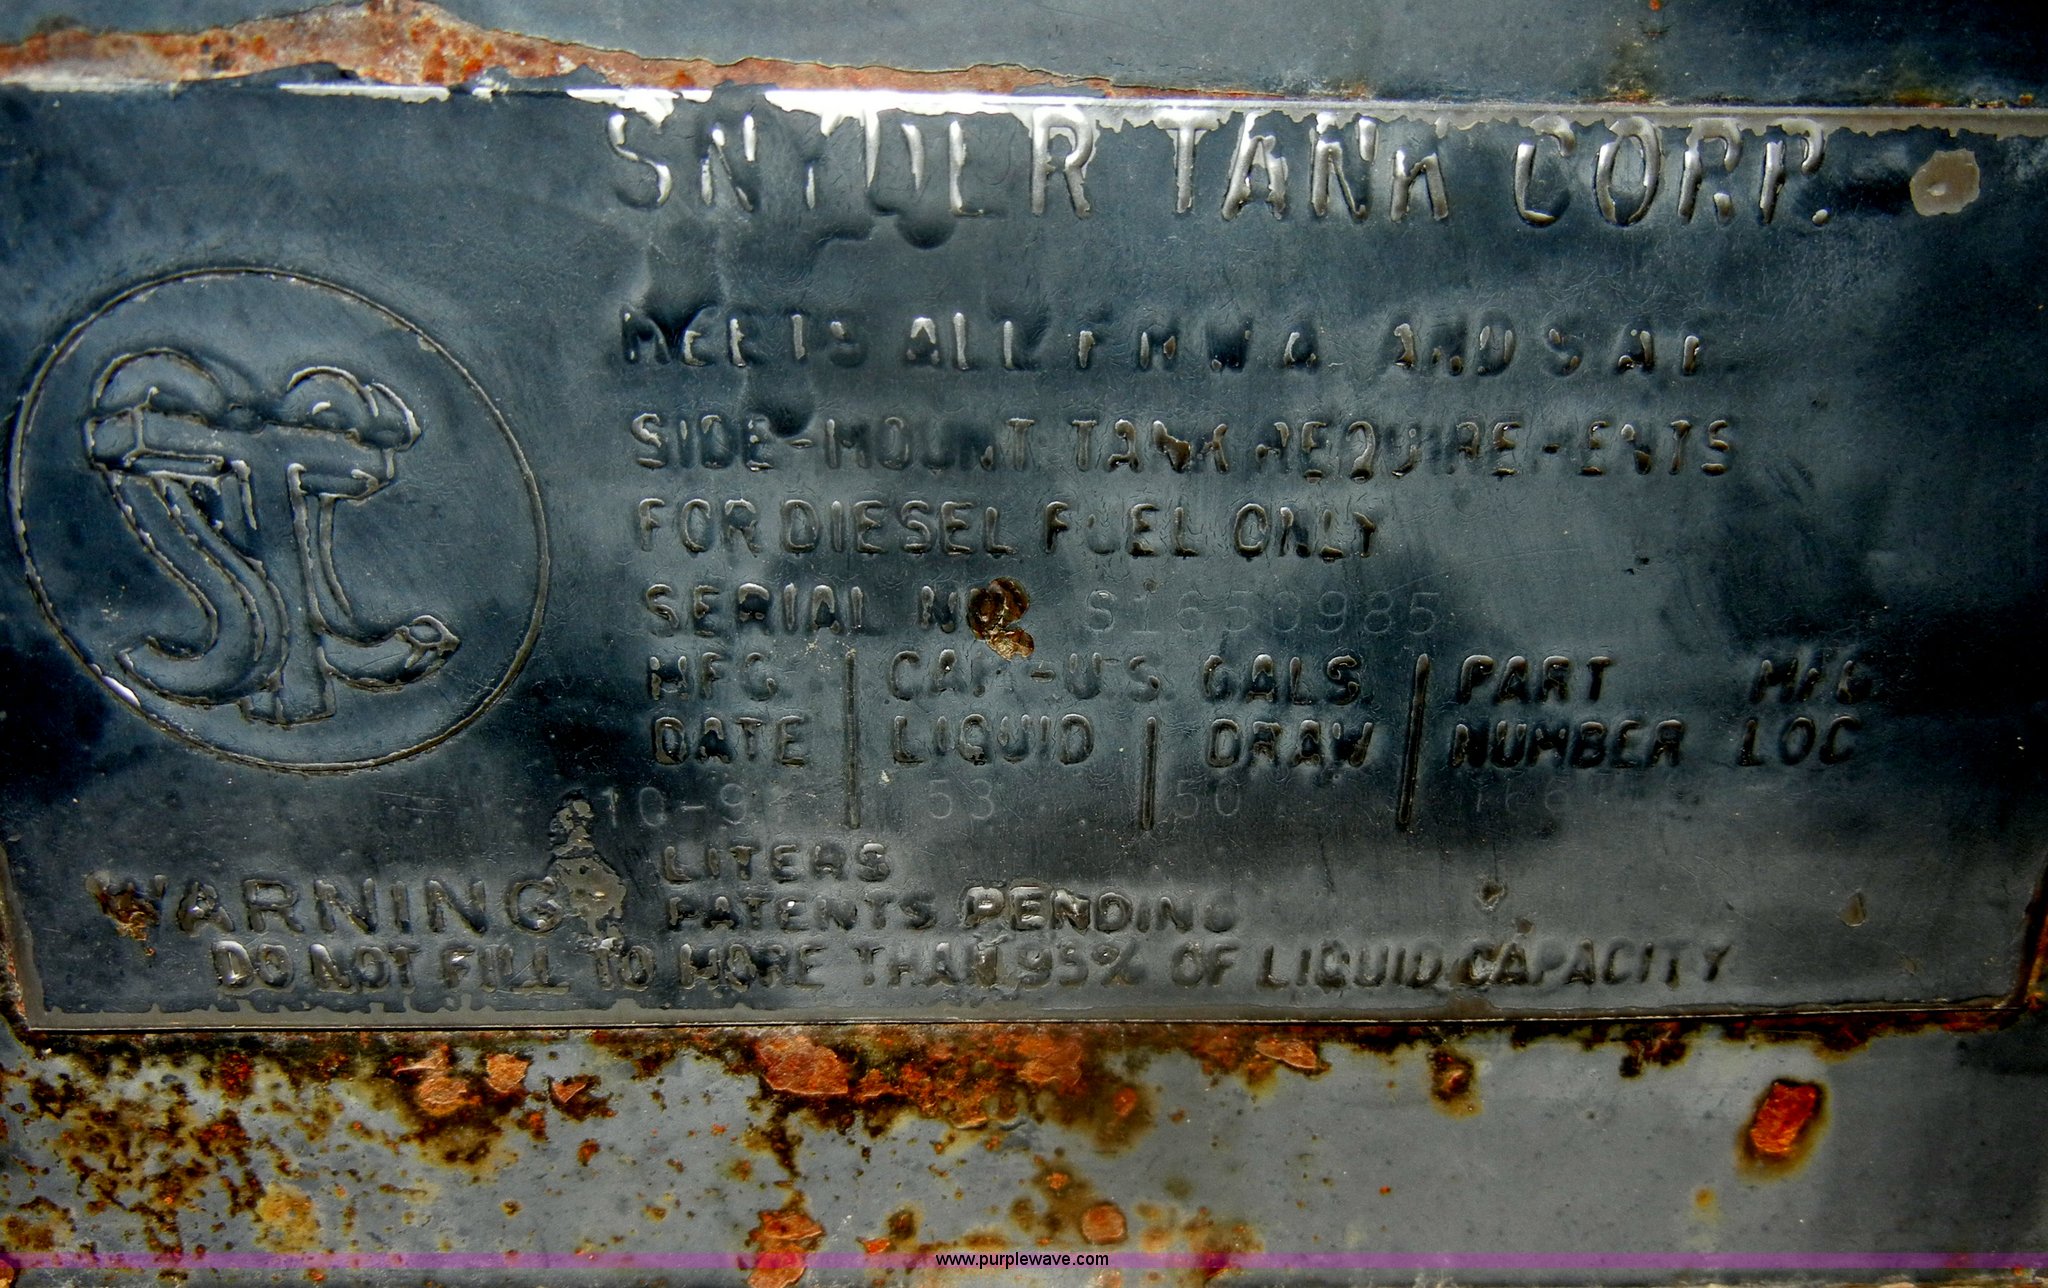 SNYDER TANK CORP.
MEETS ALL FMWA AND SAE
SIDE-MOUNT TANK REQUIREMENTS
FOR DIESEL FUEL ONLY
SERIAL NO. S1650985
MFG. CAP.-U.S. GALS. PART MFG
DATE LIQUID DRAW NUMBER LOC
53 50
LITERS
WARNING PATENTS PENDING
DO NOT FILL TO MORE THAN 95% OF LIQUID CAPACITY
STC
www.purplewave.com